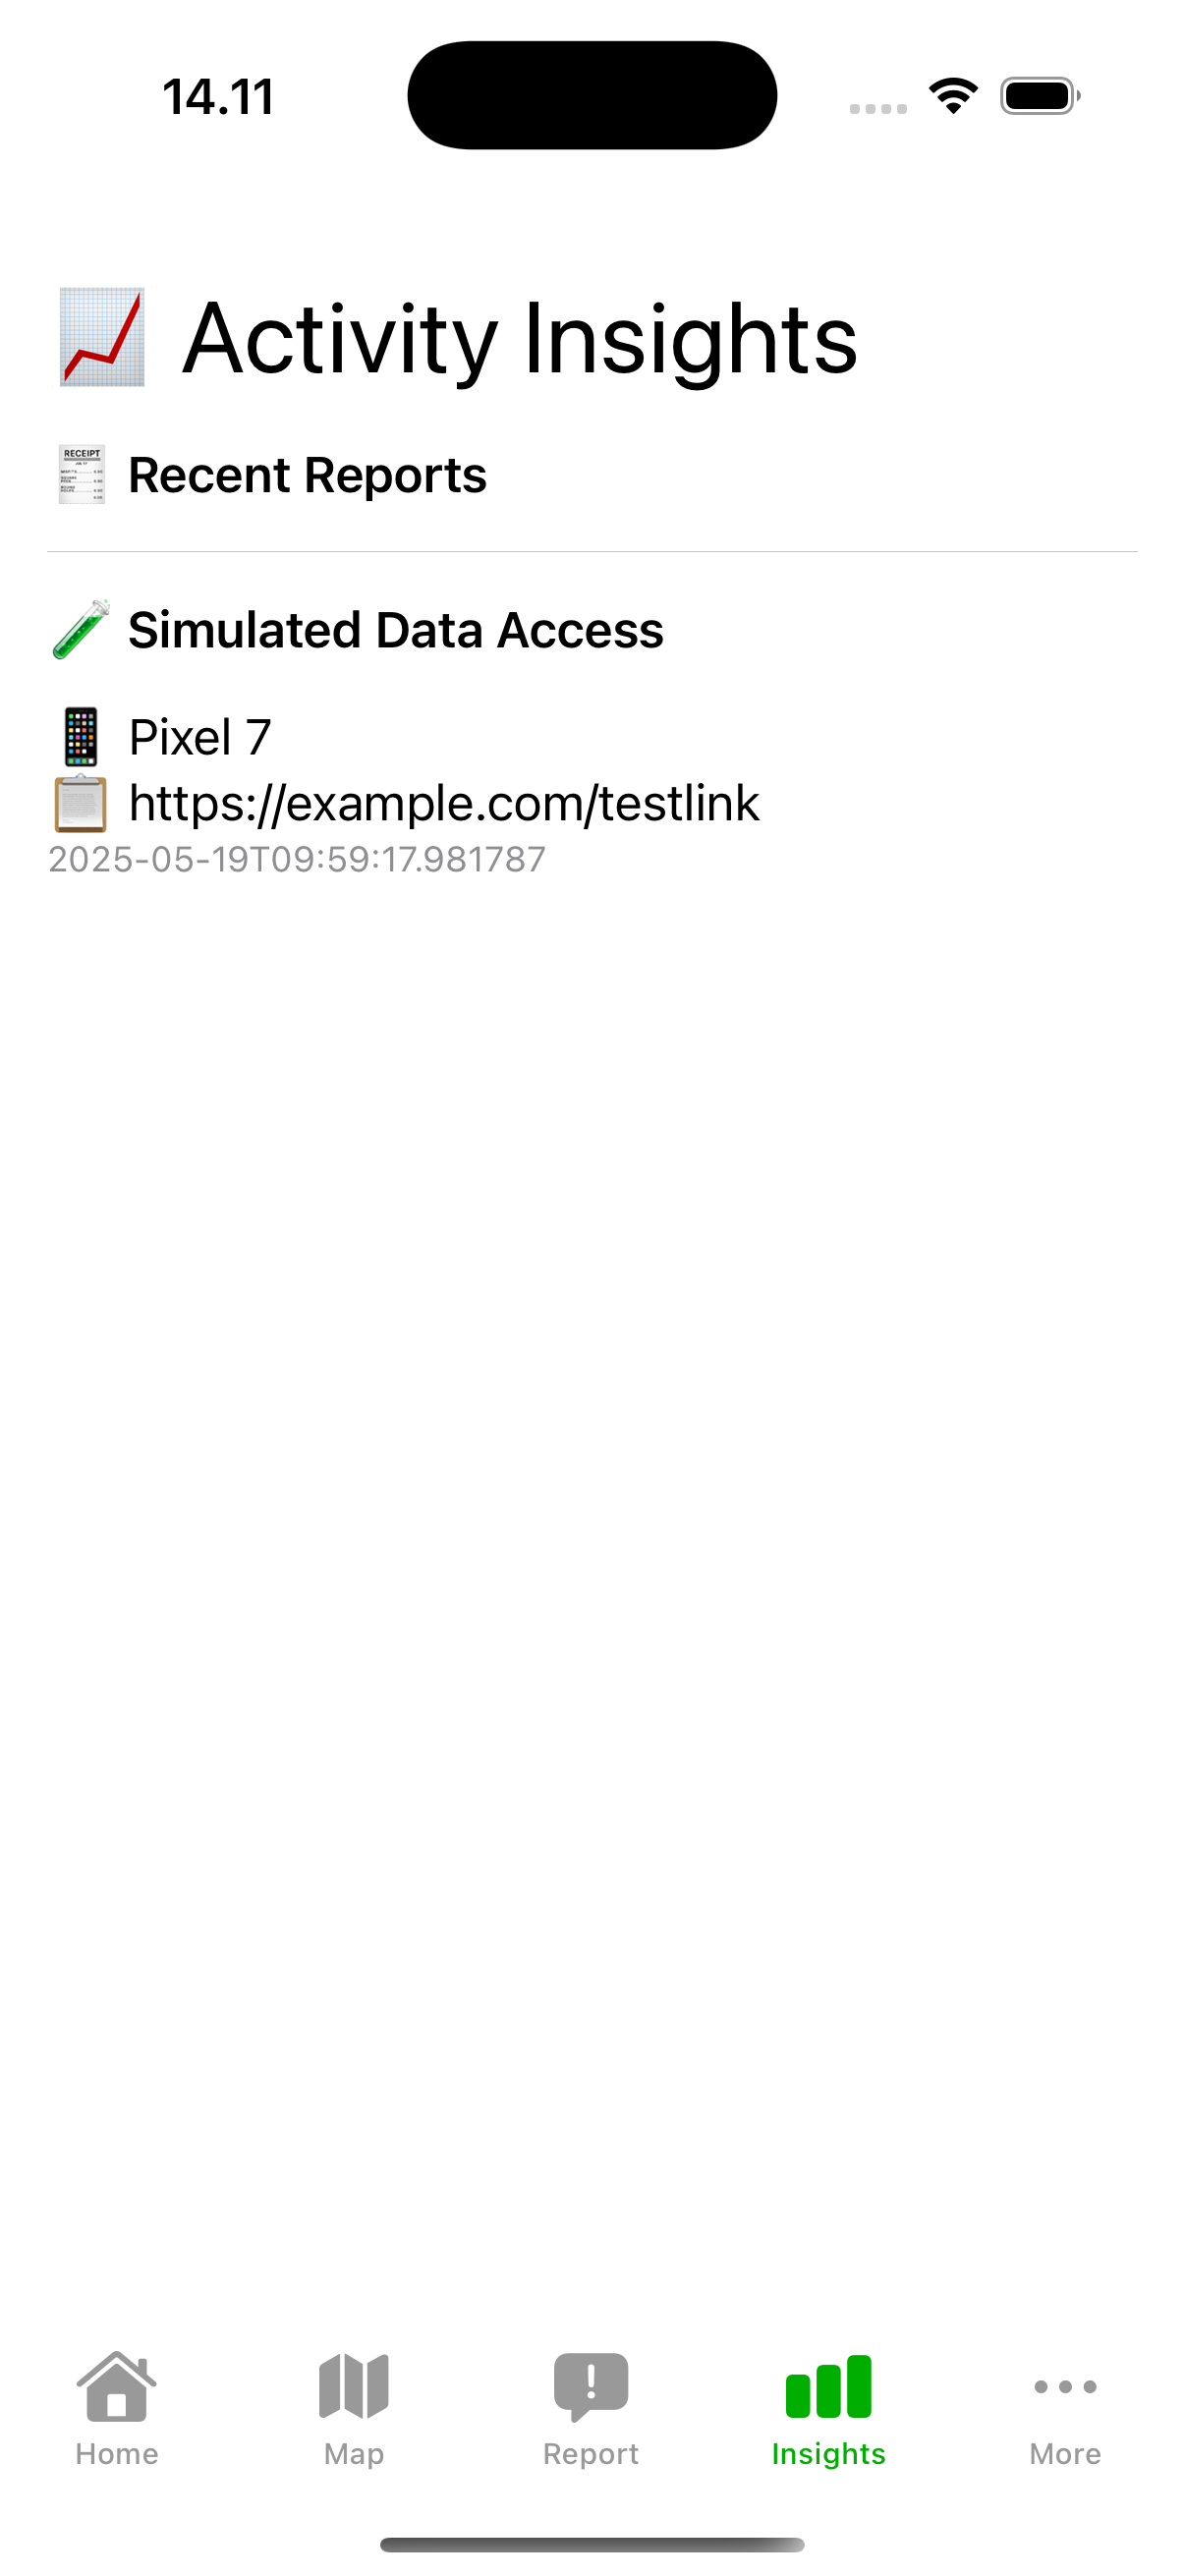 14.11
Activity Insights
RECEIPT
Recent Reports
Simulated Data Access
Pixel 7
https://example.com/testlink
2025-05-19T09:59:17.981787
Home
Map
Report
Insights
More